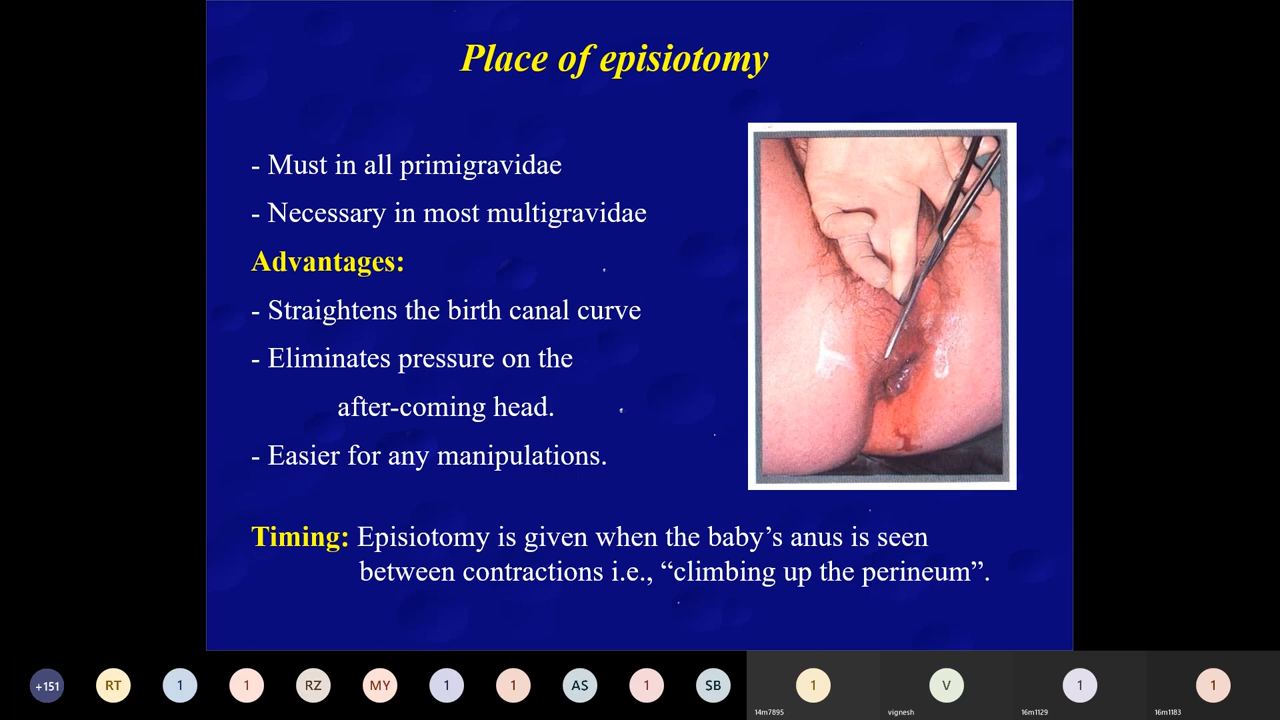 Place of episiotomy
- Must in all primigravidae
- Necessary in most multigravidae
Advantages:
- Straightens the birth canal curve
- Eliminates pressure on the
after-coming head.
- Easier for any manipulations.
Timing: Episiotomy is given when the baby’s anus is seen
between contractions i.e., “climbing up the perineum”.
+151 RT 1 1 RZ MY 1 1 AS 1 SB 1 V 1 1
14m7895 vignesh 16m1129 16m1183